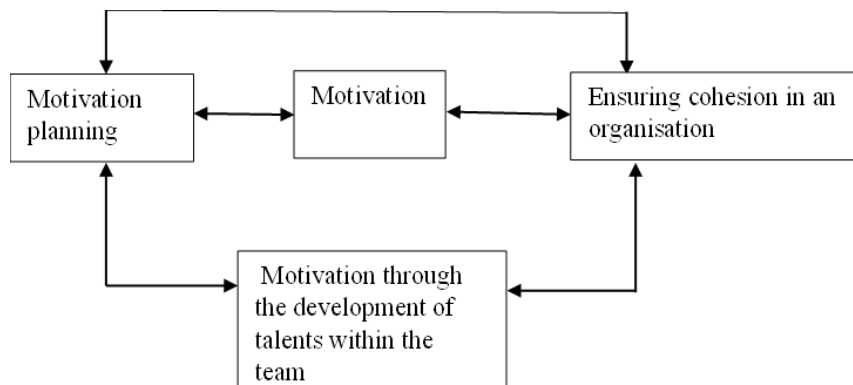 Motivation
planning
Motivation
Ensuring cohesion in an
organisation
Motivation through
the development of
talents within the
team